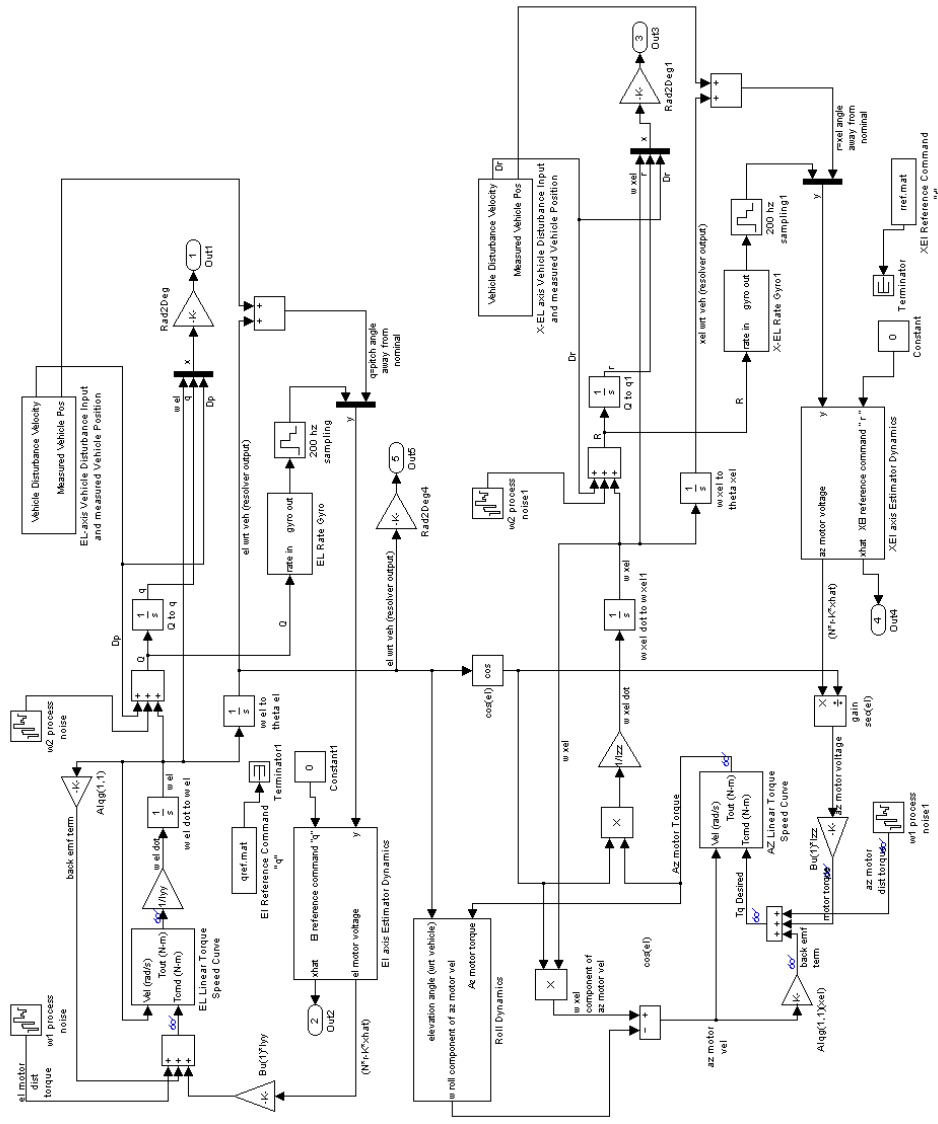 el motor
dist
torque
w1 process
noise
back emf term
-K-
Alqg(1,1)
Vel (rad/s)
Tout (N-m)
Tcmd (N-m)
EL Linear Torque
Speed Curve
+
+
+
-K-
Bu(1)*Iyy
(N*r-K*xhat)
w el dot
1/Iyy
1
s
w el dot to w el
w el
w2 process
noise
+
+
+
Dp
Q
1
s
Q to q
q
Vehicle Disturbance Velocity
Measured Vehicle Pos
EL-axis Vehicle Disturbance Input
and measured Vehicle Position
w el
q
Dp
x
-K-
Rad2Deg
1
Out1
1
s
w el to
theta el
el wrt veh (resolver output)
+
+
q=pitch angle
away from
nominal
Q
rate in
gyro out
EL Rate Gyro
200 hz
sampling
y
qref.mat
El Reference Command
"q"
Terminator1
0
Constant1
xhat
El reference command "q"
el motor voltage
y
El axis Estimator Dynamics
2
Out2
el wrt veh (resolver output)
-K-
Rad2Deg4
5
Out5
cos
cos(el)
elevation angle (wrt vehicle)
Az motor torque
w roll component of az motor vel
Roll Dynamics
×
w xel
component of
az motor vel
cos(el)
+
-
az motor
vel
K-
Alqg(1,1)(xel)
back emf
term
+
+
+
Tq Desired
Az motor Torque
Vel (rad/s)
Tout (N-m)
Tcmd (N-m)
AZ Linear Torque
Speed Curve
motor torque
-K-
Bu(1)*Izz
az motor voltage
az motor
dist torque
w1 process
noise1
×
÷
gain
sec(el)
×
1/Izz
w xel dot
1
s
w xel dot to w xel1
w xel
w xel
w2 process
noise1
+
+
+
Dr
R
1
s
Q to q1
r
Vehicle Disturbance Velocity
Measured Vehicle Pos
X-EL axis Vehicle Disturbance Input
and measured Vehicle Position
Dr
w xel
r
Dr
x
-K-
Rad2Deg1
3
Out3
1
s
w xel to
theta xel
xel wrt veh (resolver output)
+
+
r=xel angle
away from
nominal
R
rate in
gyro out
X-EL Rate Gyro1
200 hz
sampling1
y
az motor voltage
y
xhat
XEl reference command " r "
XEl axis Estimator Dynamics
(N*r-K*xhat)
4
Out4
0
Constant
Terminator
rref.mat
XEl Reference Command